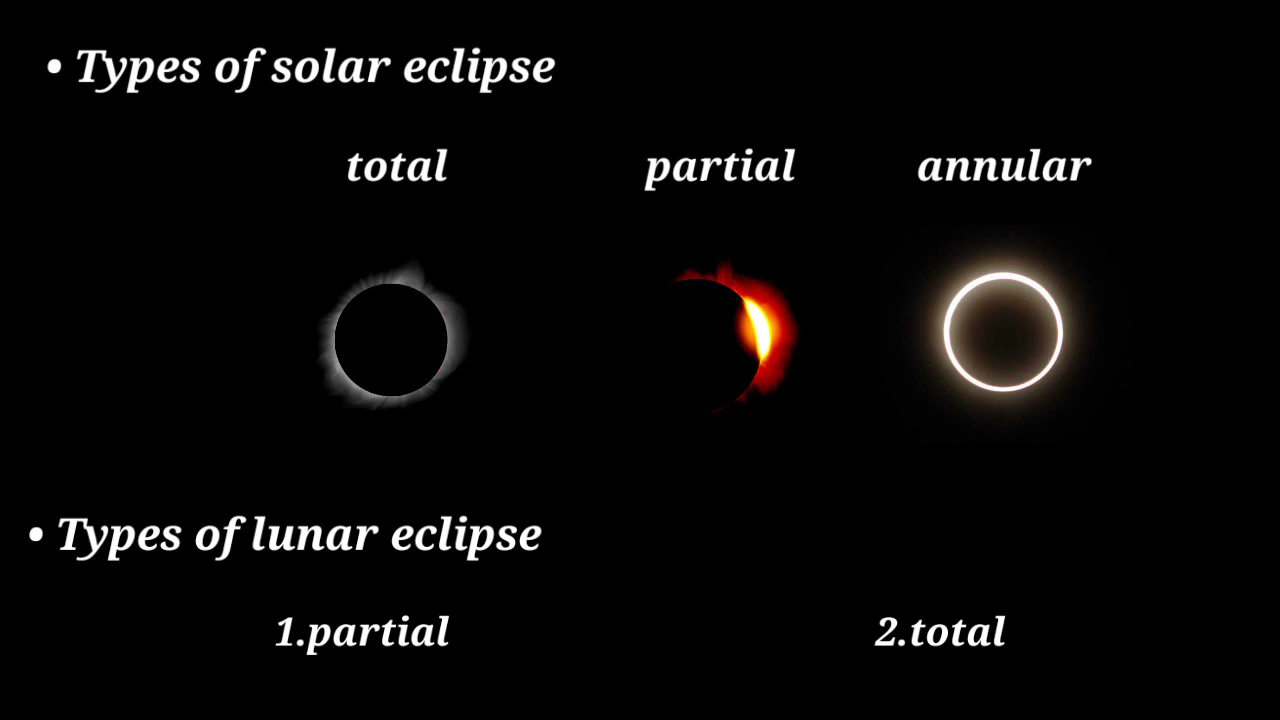 • Types of solar eclipse
total partial annular
• Types of lunar eclipse
1.partial 2.total